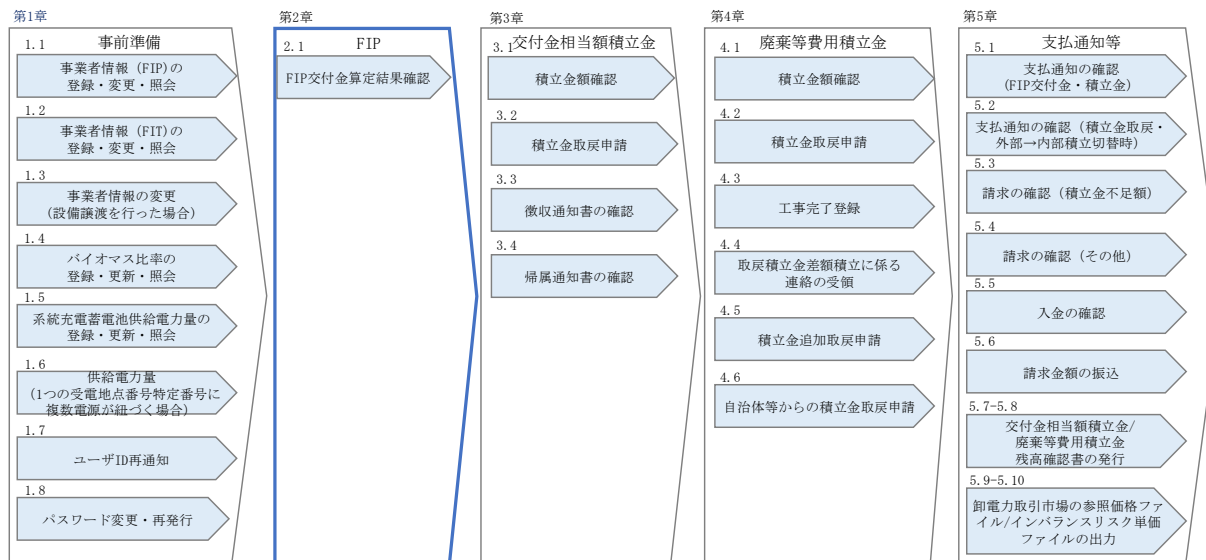 第1章
事前準備
1.1
事業者情報（FIP)の
登録・変更・照会
1.2
事業者情報（FIT)の
登録・変更・照会
1.3
事業者情報の変更
(設備譲渡を行った場合)
1.4
バイオマス比率の
登録・更新・照会
1.5
系統充電蓄電池供給電力量の
登録・更新・照会
1.6
供給電力量
(1つの受電地点番号特定番号に
複数電源が紐づく場合)
1.7
ユーザID再通知
1.8
パスワード変更・再発行
第2章
FIP
2.1
FIP交付金算定結果確認
第3章
交付金相当額積立金
3.1
積立金額確認
3.2
積立金取戻申請
3.3
徴収通知書の確認
3.4
帰属通知書の確認
第4章
廃棄等費用積立金
4.1
積立金額確認
4.2
積立金取戻申請
4.3
工事完了登録
4.4
取戻積立金差額積立に係る
連絡の受領
4.5
積立金追加取戻申請
4.6
自治体等からの積立金取戻申請
第5章
支払通知等
5.1
支払通知の確認
(FIP交付金・積立金)
5.2
支払通知の確認（積立金取戻・
外部→内部積立切替時）
5.3
請求の確認（積立金不足額）
5.4
請求の確認（その他）
5.5
入金の確認
5.6
請求金額の振込
5.7-5.8
交付金相当額積立金/
廃棄等費用積立金
残高確認書の発行
5.9-5.10
卸電力取引市場の参照価格ファ
イル/インバランスリスク単価
ファイルの出力